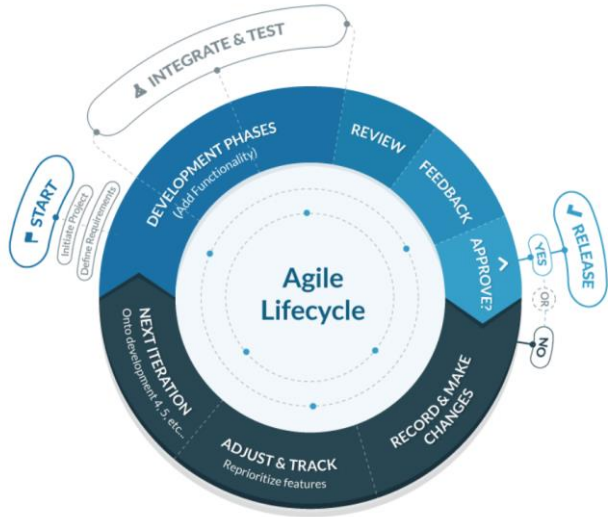 START
Initiate Project
Define Requirements
INTEGRATE & TEST
DEVELOPMENT PHASES
(Add Functionality)
REVIEW
FEEDBACK
APPROVE?
YES
RELEASE
OR
NO
RECORD & MAKE
CHANGES
ADJUST & TRACK
Reprioritize features
NEXT ITERATION
Onto development 4, 5, etc...
Agile
Lifecycle